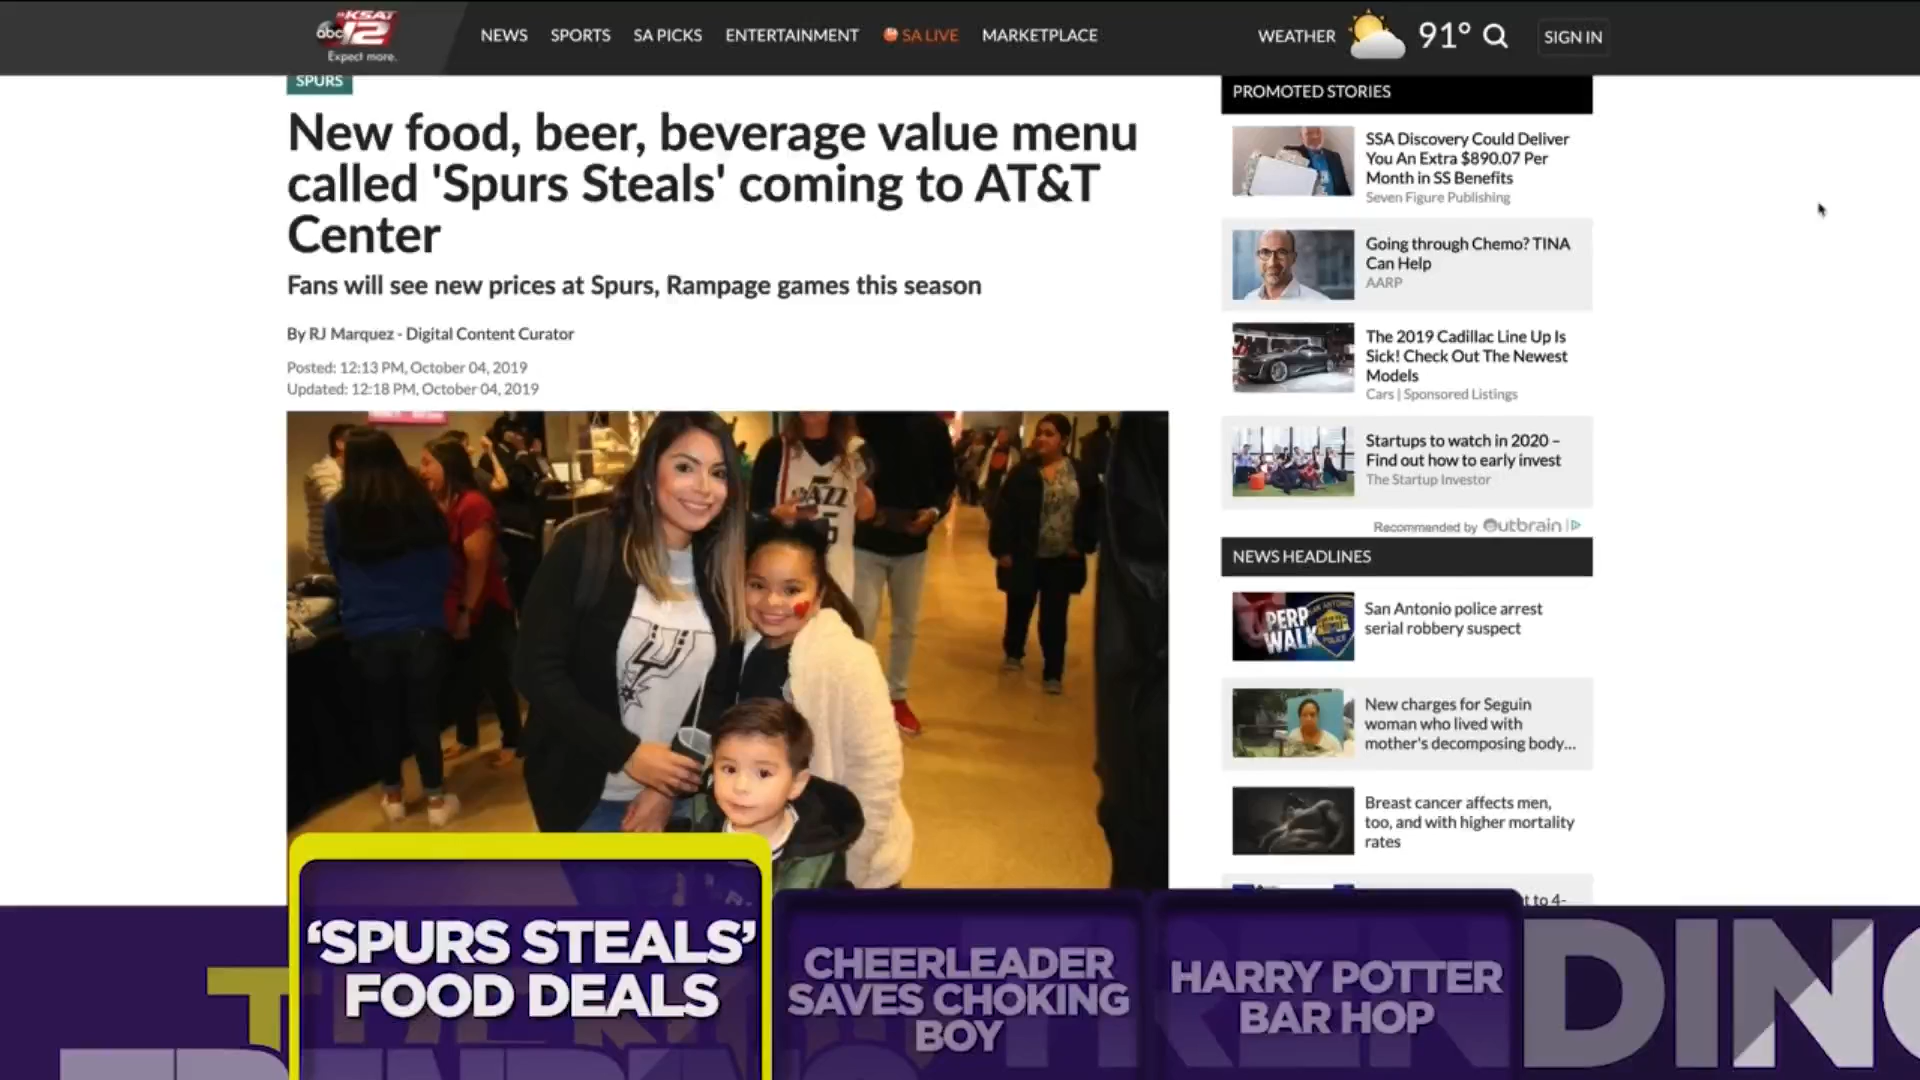 KSAT
abc 12
Expect more.
NEWS
SPORTS
SA PICKS
ENTERTAINMENT
SA LIVE
MARKETPLACE
WEATHER
91°
SIGN IN
SPURS
New food, beer, beverage value menu
called 'Spurs Steals' coming to AT&T
Center
Fans will see new prices at Spurs, Rampage games this season
By RJ Marquez - Digital Content Curator
Posted: 12:13 PM, October 04, 2019
Updated: 12:18 PM, October 04, 2019
JAZZ
PROMOTED STORIES
SSA Discovery Could Deliver
You An Extra $890.07 Per
Month in SS Benefits
Seven Figure Publishing
Going through Chemo? TINA
Can Help
AARP
The 2019 Cadillac Line Up Is
Sick! Check Out The Newest
Models
Cars | Sponsored Listings
Startups to watch in 2020 –
Find out how to early invest
The Startup Investor
Recommended by Outbrain
NEWS HEADLINES
PERP
WALK
San Antonio police arrest
serial robbery suspect
New charges for Seguin
woman who lived with
mother's decomposing body...
Breast cancer affects men,
too, and with higher mortality
rates
t to 4-
‘SPURS STEALS’
FOOD DEALS
CHEERLEADER
SAVES CHOKING
BOY
HARRY POTTER
BAR HOP
TRENDING